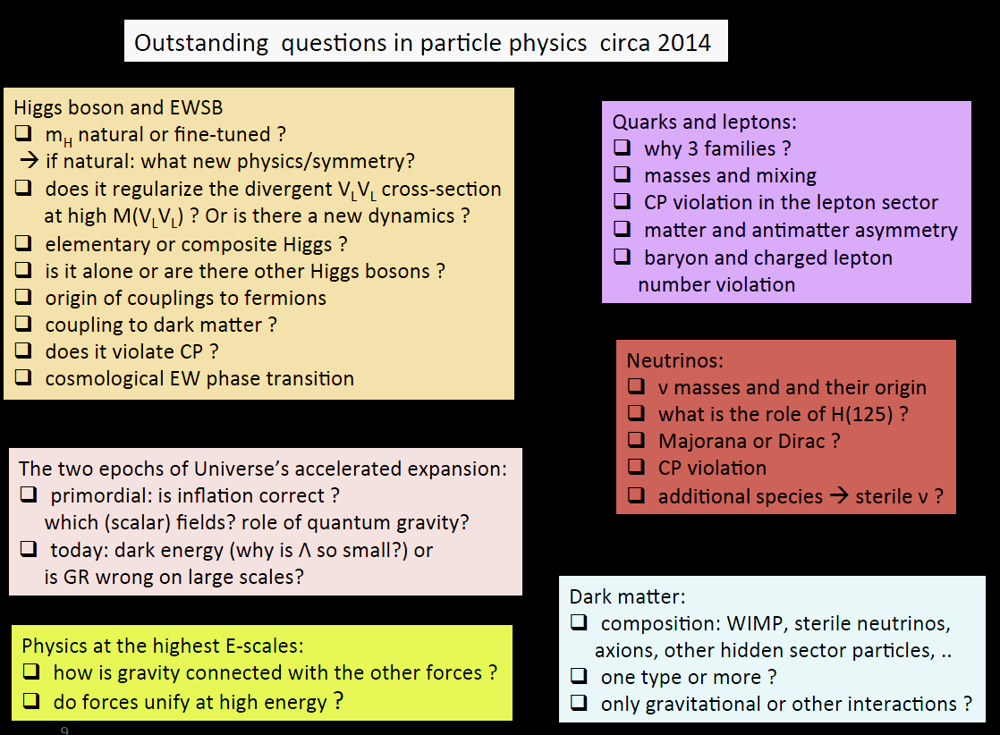 Outstanding questions in particle physics circa 2014
Higgs boson and EWSB
❑ mH natural or fine-tuned ?
→ if natural: what new physics/symmetry?
❑ does it regularize the divergent VLVL cross-section
at high M(VLVL) ? Or is there a new dynamics ?
❑ elementary or composite Higgs ?
❑ is it alone or are there other Higgs bosons ?
❑ origin of couplings to fermions
❑ coupling to dark matter ?
❑ does it violate CP ?
❑ cosmological EW phase transition
Quarks and leptons:
❑ why 3 families ?
❑ masses and mixing
❑ CP violation in the lepton sector
❑ matter and antimatter asymmetry
❑ baryon and charged lepton
number violation
Neutrinos:
❑ ν masses and and their origin
❑ what is the role of H(125) ?
❑ Majorana or Dirac ?
❑ CP violation
❑ additional species → sterile ν ?
The two epochs of Universe’s accelerated expansion:
❑ primordial: is inflation correct ?
which (scalar) fields? role of quantum gravity?
❑ today: dark energy (why is Λ so small?) or
is GR wrong on large scales?
Dark matter:
❑ composition: WIMP, sterile neutrinos,
axions, other hidden sector particles, ..
❑ one type or more ?
❑ only gravitational or other interactions ?
Physics at the highest E-scales:
❑ how is gravity connected with the other forces ?
❑ do forces unify at high energy ?
9